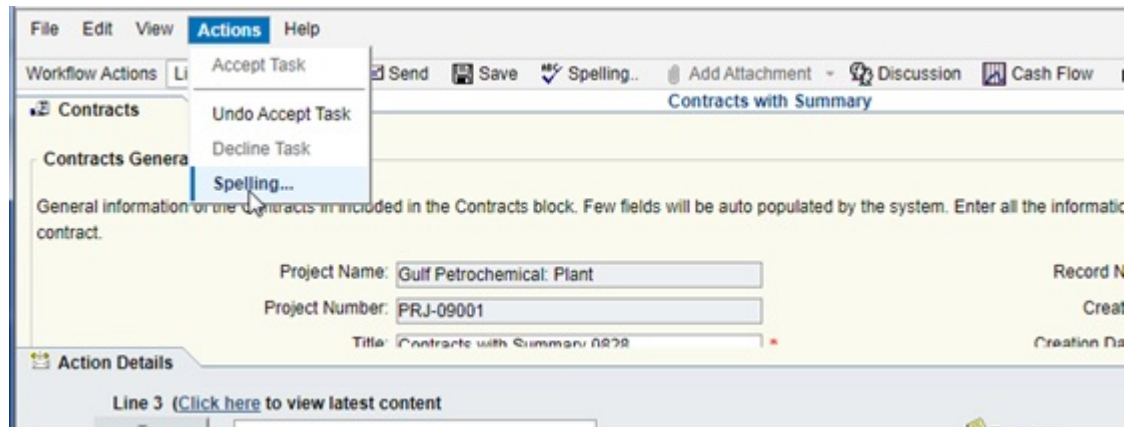 File Edit View Actions Help
Workflow Actions Li Send Save Spelling.. Add Attachment Discussion Cash Flow
Accept Task
Undo Accept Task
Decline Task
Spelling...
Contracts
Contracts with Summary
Contracts Genera
General information of the Contracts in included in the Contracts block. Few fields will be auto populated by the system. Enter all the informatio
contract.
Project Name: Gulf Petrochemical: Plant Record N
Project Number: PRJ-09001 Creat
Title: Contracts with Summary 0828 * Creation Da
Action Details
Line 3 (Click here to view latest content